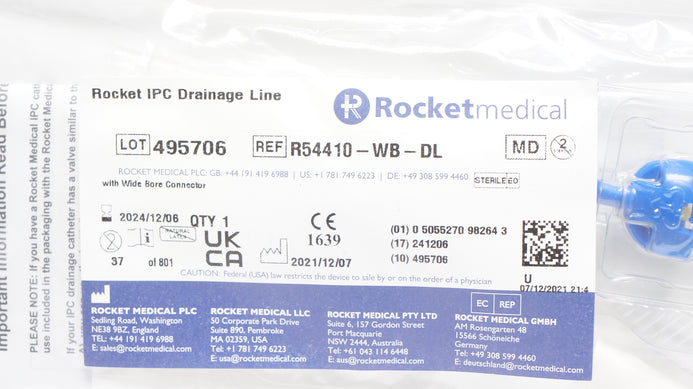 Rocket IPC Drainage Line
Rocketmedical
LOT 495706
REF R54410-WB-DL
MD
2
ROCKET MEDICAL PLC: GB: +44 191 419 6988 | US: +1 781 749 6223 | DE: +49 308 599 4460
STERILE EO
with Wide Bore Connector
2024/12/06 QTY 1
NATURAL LATEX
UK
CA
CE
1639
2021/12/07
37 of 801
(01) 0 5055270 98264 3
(17) 241206
(10) 495706
U
07/12/2021 21:4
CAUTION: Federal (USA) law restricts the device to sale by or on the order of a physician
EC REP
ROCKET MEDICAL PLC
Sedling Road, Washington
NE38 9BZ, England
TEL: +44 191 419 6988
E: sales@rocketmedical.com
ROCKET MEDICAL LLC
50 Corporate Park Drive
Suite 890, Pembroke
MA 02359, USA
Tel: +1 781 749 6223
E: usa@rocketmedical.com
ROCKET MEDICAL PTY LTD
Suite 6, 157 Gordon Street
Port Macquarie
NSW 2444, Australia
Tel: +61 043 114 6448
E: aus@rocketmedical.com
ROCKET MEDICAL GMBH
AM Rosengarten 48
15566 Schöneiche
Germany
Tel: +49 308 599 4460
E: deutschland@rocketmedical.com
Important Information Read Before
PLEASE NOTE: If you have a Rocket Medical IPC cath
use included in the packaging with the Rocket Medica
If your IPC drainage catheter has a valve similar to th